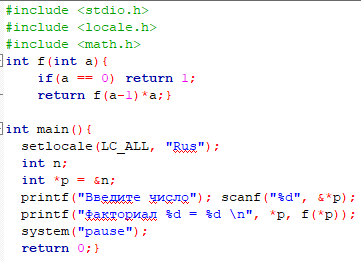 #include <stdio.h>
#include <locale.h>
#include <math.h>
int f(int a){
if(a == 0) return 1;
return f(a-1)*a;}
int main(){
setlocale(LC_ALL, "Rus");
int n;
int *p = &n;
printf("Введите число"); scanf("%d", &*p);
printf("факториал %d = %d \n", *p, f(*p));
system("pause");
return 0;}